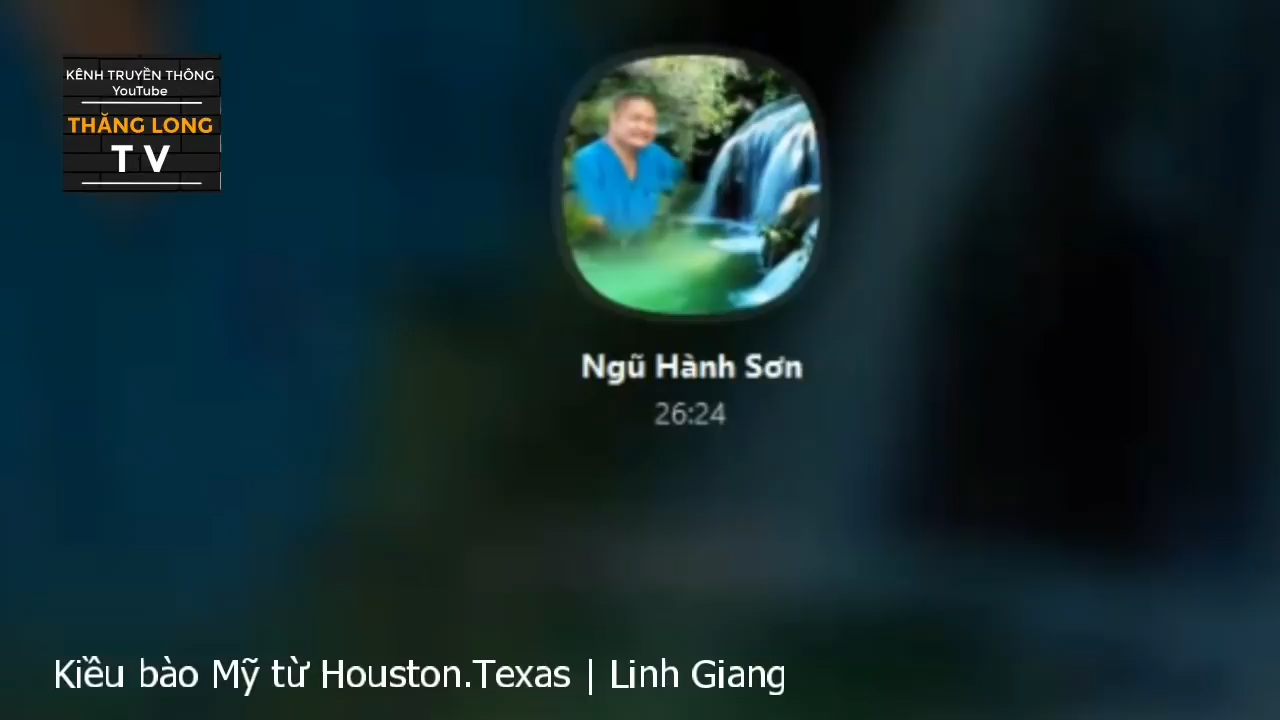 KÊNH TRUYỀN THÔNG
YouTube
THĂNG LONG
TV
Ngũ Hành Sơn
26:24
Kiều bào Mỹ từ Houston.Texas | Linh Giang